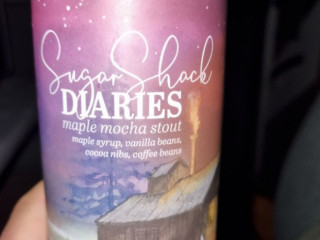 Sugar Shack
DIARIES
maple mocha stout
maple syrup, vanilla beans,
cocoa nibs, coffee beans